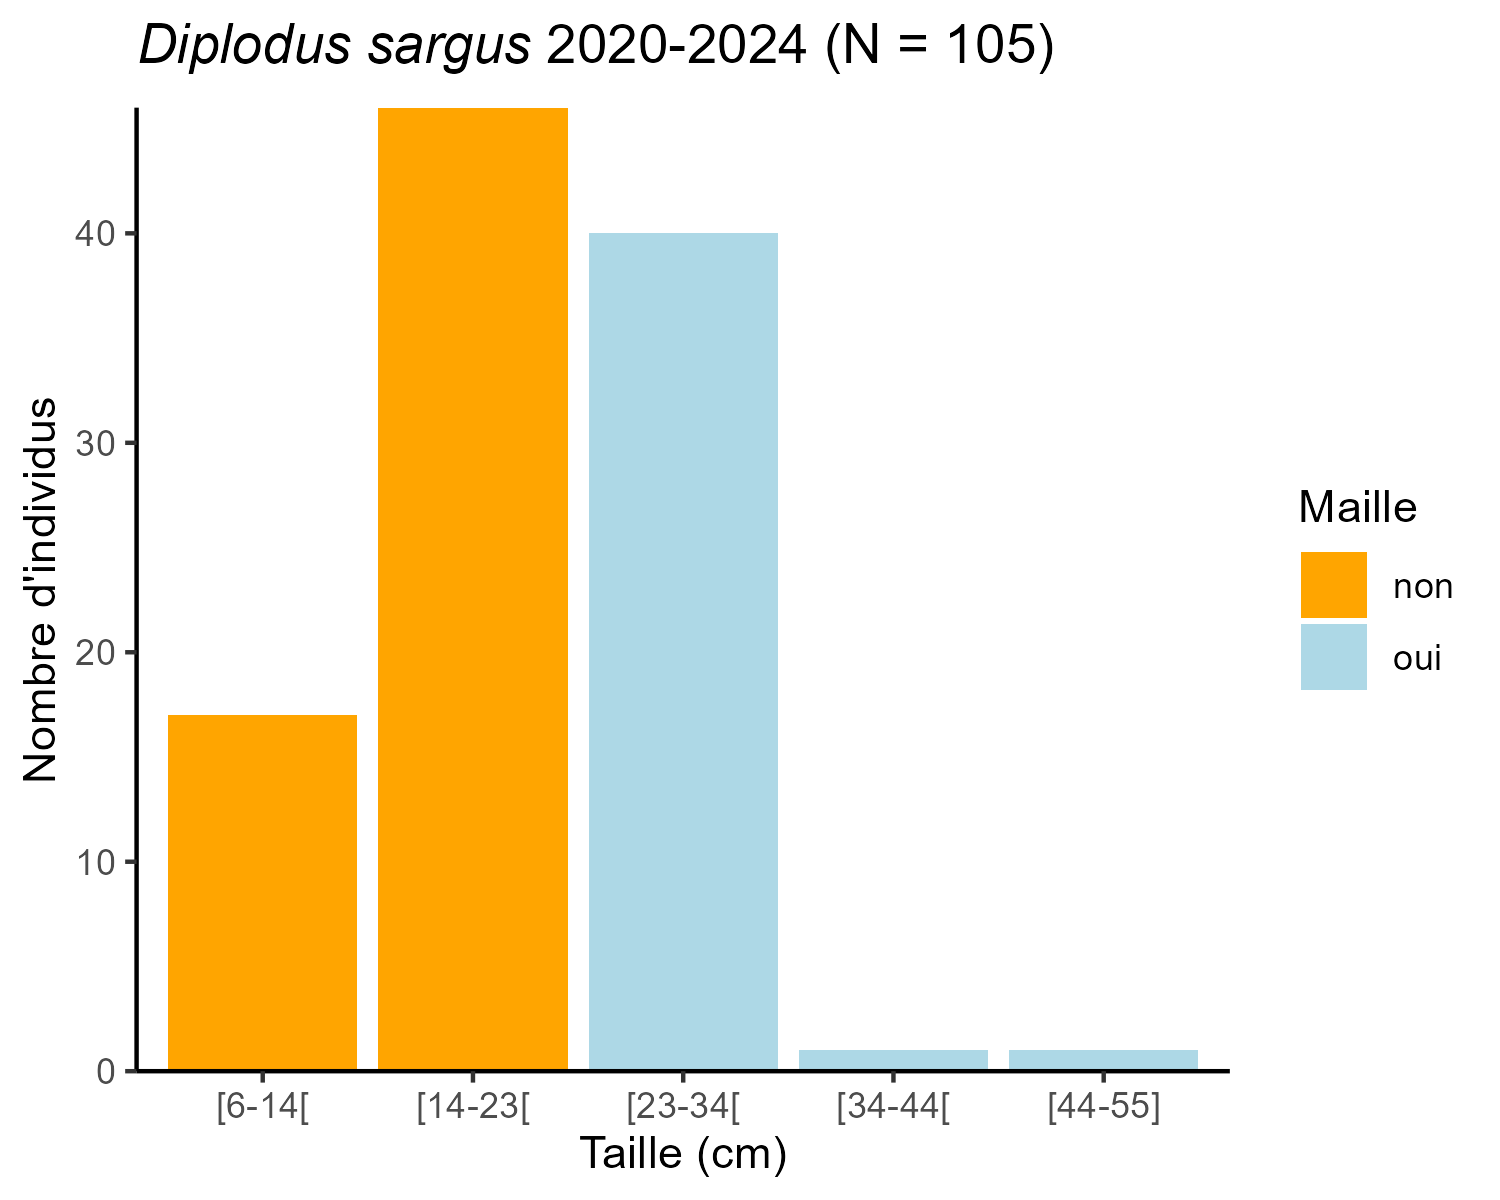 Diplodus sargus 2020-2024 (N = 105)
Nombre d'individus
40
30
20
10
0
[6-14[
[14-23[
[23-34[
[34-44[
[44-55]
Taille (cm)
Maille
non
oui